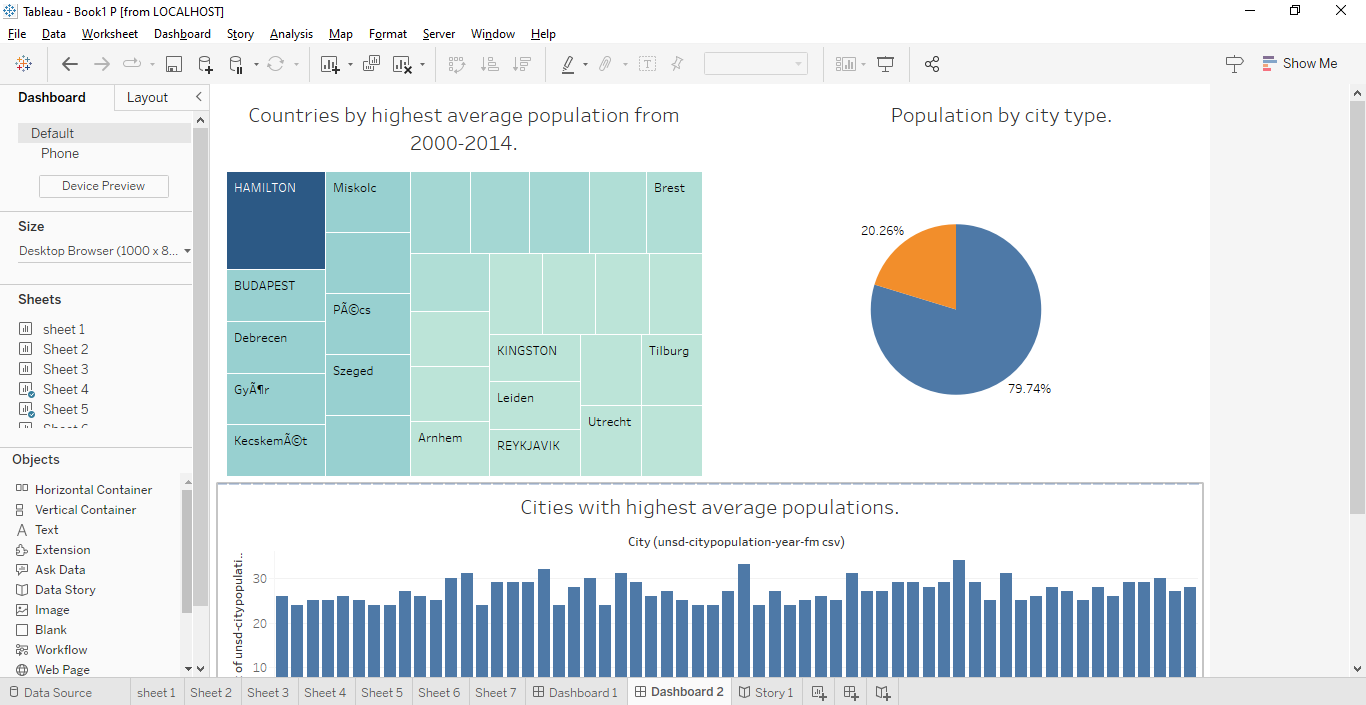 Tableau - Book1 P [from LOCALHOST]
File Data Worksheet Dashboard Story Analysis Map Format Server Window Help
Show Me
Dashboard Layout
Default
Phone
Device Preview
Size
Desktop Browser (1000 x 8...
Sheets
sheet 1
Sheet 2
Sheet 3
Sheet 4
Sheet 5
Objects
Horizontal Container
Vertical Container
Text
Extension
Ask Data
Data Story
Image
Blank
Workflow
Web Page
Countries by highest average population from
2000-2014.
HAMILTON
BUDAPEST
Debrecen
GyÃ¶r
KecskemÃ©t
Miskolc
PÃ©cs
Szeged
Arnhem
Brest
KINGSTON
Leiden
REYKJAVIK
Utrecht
Tilburg
Population by city type.
20.26%
79.74%
Cities with highest average populations.
City (unsd-citypopulation-year-fm csv)
of unsd-citypopulati..
30
20
10
Data Source sheet 1 Sheet 2 Sheet 3 Sheet 4 Sheet 5 Sheet 6 Sheet 7 Dashboard 1 Dashboard 2 Story 1